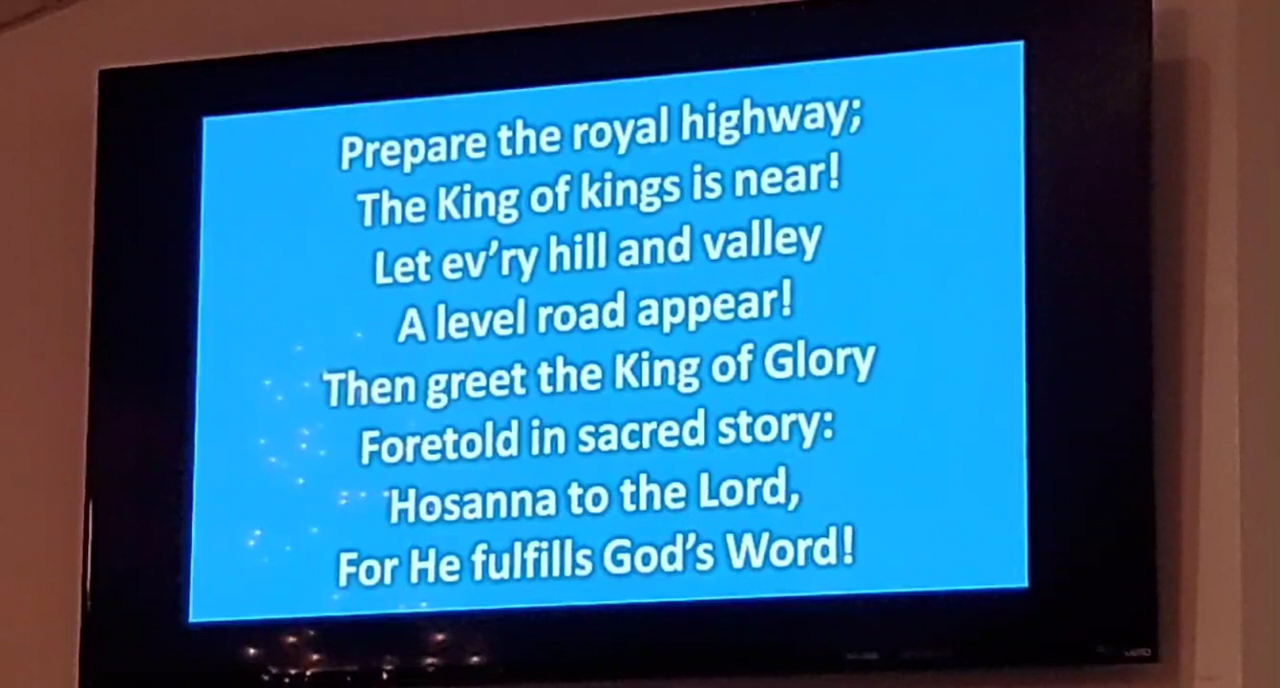 Prepare the royal highway;
The King of kings is near!
Let ev'ry hill and valley
A level road appear!
Then greet the King of Glory
Foretold in sacred story:
Hosanna to the Lord,
For He fulfills God's Word!